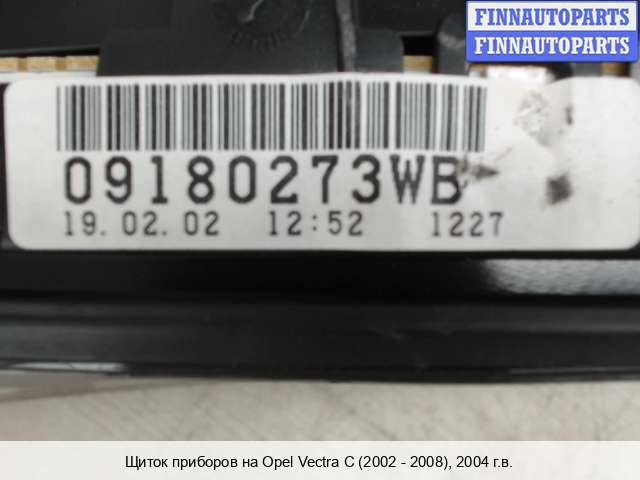 FINNAUTOPARTS
FINNAUTOPARTS
09180273WB
19.02.02 12:52 1227
Щиток приборов на Opel Vectra C (2002 - 2008), 2004 г.в.